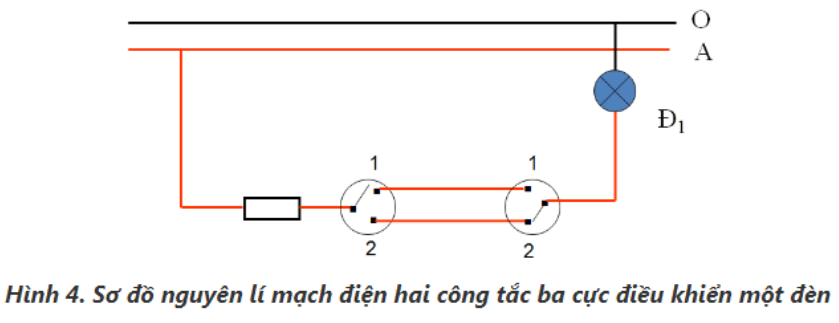 O
A
Đ1
1
1
2
2
Hình 4. Sơ đồ nguyên lí mạch điện hai công tắc ba cực điều khiển một đèn